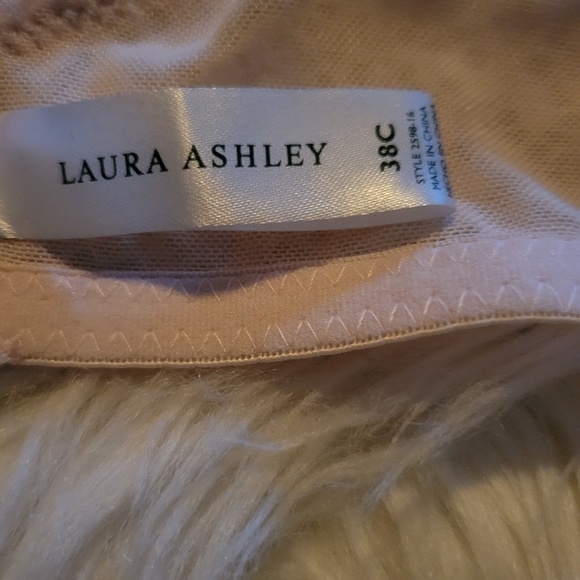 LAURA ASHLEY
38C
STYLE 2598-16
MADE IN CHINA